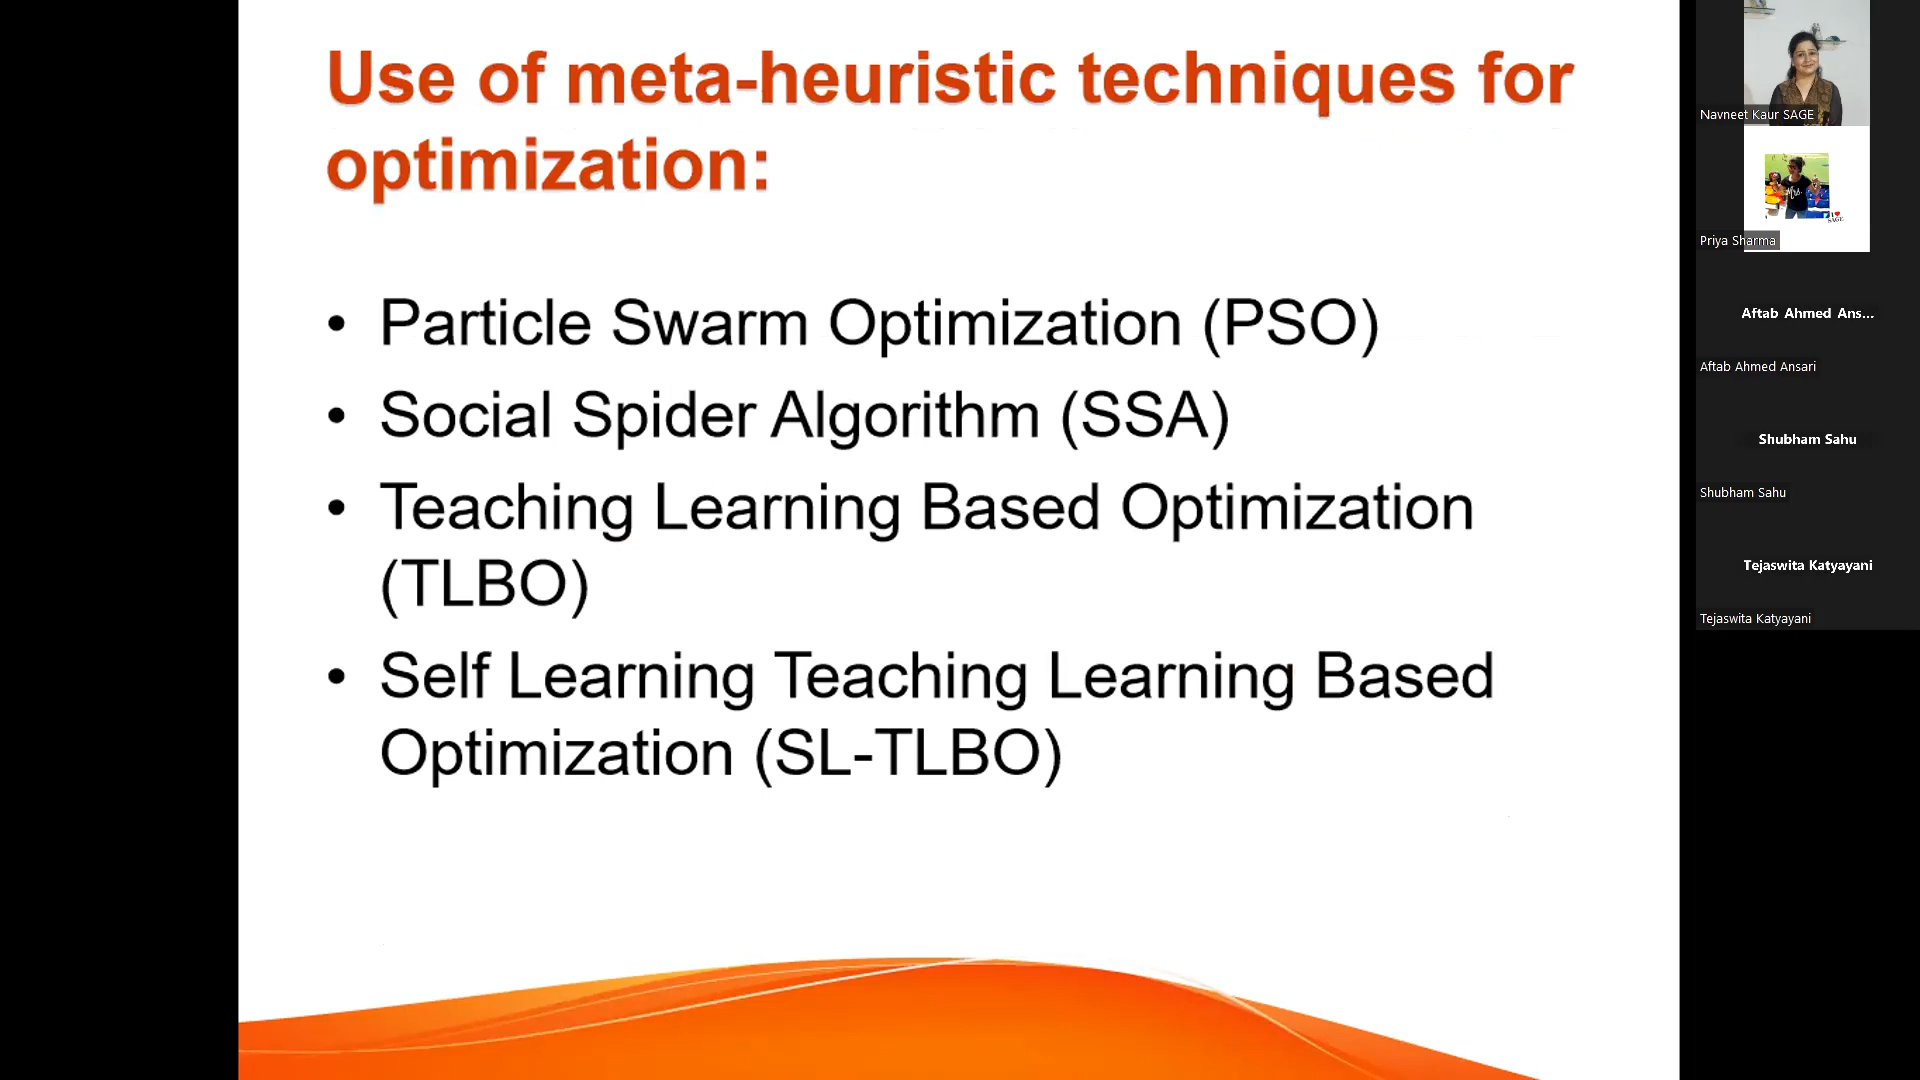 Use of meta-heuristic techniques for
optimization:
• Particle Swarm Optimization (PSO)
• Social Spider Algorithm (SSA)
• Teaching Learning Based Optimization
(TLBO)
• Self Learning Teaching Learning Based
Optimization (SL-TLBO)
Navneet Kaur SAGE
Mrs.
I
SAGE
Priya Sharma
Aftab Ahmed Ans...
Aftab Ahmed Ansari
Shubham Sahu
Shubham Sahu
Tejaswita Katyayani
Tejaswita Katyayani